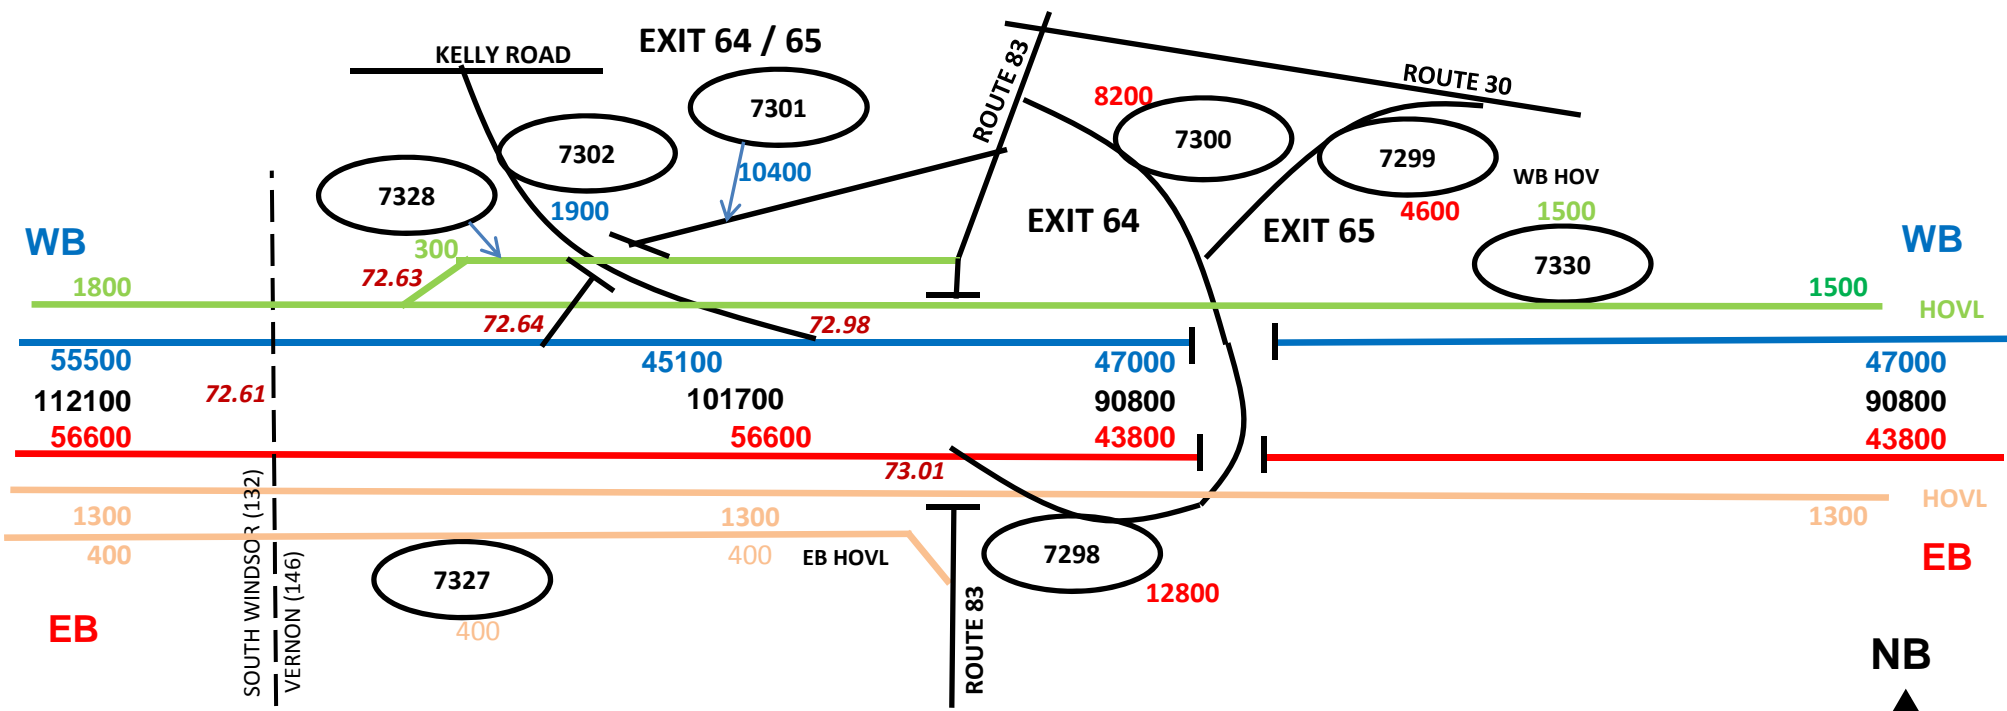 EXIT 64 / 65
KELLY ROAD
ROUTE 83
ROUTE 30
7301
8200
7300
7302
10400
7299
7328
1900
WB HOV
4600
1500
EXIT 64
EXIT 65
WB
300
WB
7330
72.63
1800
1500
HOVL
72.64
72.98
55500
45100
47000
47000
72.61
112100
101700
90800
90800
56600
56600
43800
43800
73.01
SOUTH WINDSOR (132)
VERNON (146)
HOVL
1300
1300
1300
400
400
EB HOVL
7298
EB
7327
12800
400
EB
ROUTE 83
NB